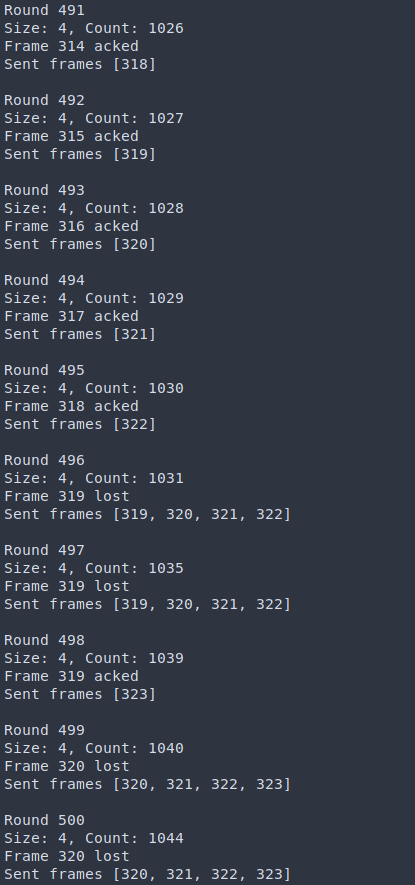 Round 491
Size: 4, Count: 1026
Frame 314 acked
Sent frames [318]
Round 492
Size: 4, Count: 1027
Frame 315 acked
Sent frames [319]
Round 493
Size: 4, Count: 1028
Frame 316 acked
Sent frames [320]
Round 494
Size: 4, Count: 1029
Frame 317 acked
Sent frames [321]
Round 495
Size: 4, Count: 1030
Frame 318 acked
Sent frames [322]
Round 496
Size: 4, Count: 1031
Frame 319 lost
Sent frames [319, 320, 321, 322]
Round 497
Size: 4, Count: 1035
Frame 319 lost
Sent frames [319, 320, 321, 322]
Round 498
Size: 4, Count: 1039
Frame 319 acked
Sent frames [323]
Round 499
Size: 4, Count: 1040
Frame 320 lost
Sent frames [320, 321, 322, 323]
Round 500
Size: 4, Count: 1044
Frame 320 lost
Sent frames [320, 321, 322, 323]